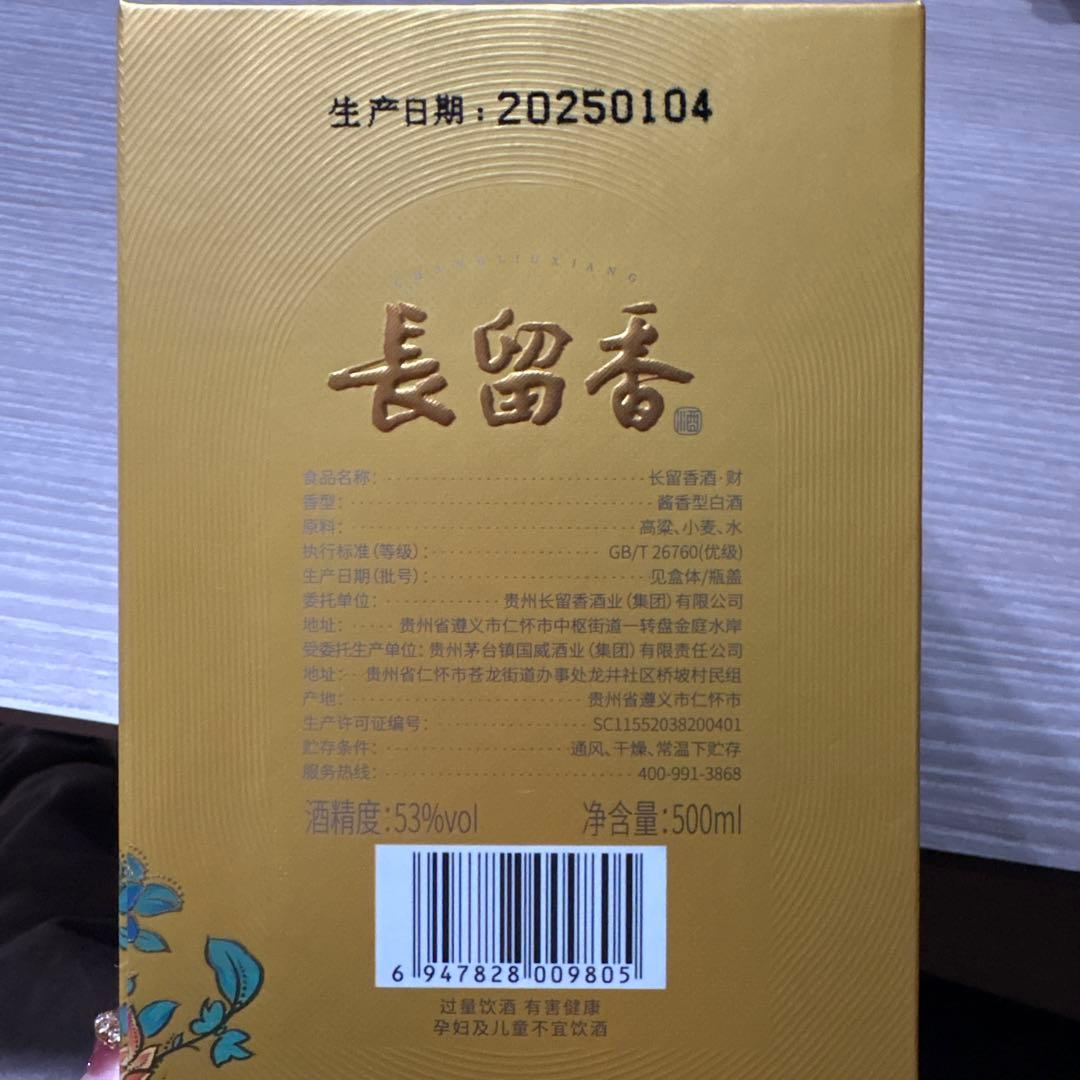 生产日期:20250104
CHANGLIUXIANG
長留香
酒
食品名称: 长留香酒·财
香型: 酱香型白酒
原料: 高粱、小麦、水
执行标准(等级): GB/T 26760(优级)
生产日期(批号): 见盒体/瓶盖
委托单位: 贵州长留香酒业(集团)有限公司
地址: 贵州省遵义市仁怀市中枢街道一转盘金庭水岸
受委托生产单位: 贵州茅台镇国威酒业(集团)有限责任公司
地址: 贵州省仁怀市苍龙街道办事处龙井社区桥坡村民组
产地: 贵州省遵义市仁怀市
生产许可证编号: SC11552038200401
贮存条件: 通风、干燥、常温下贮存
服务热线: 400-991-3868
酒精度:53%vol 净含量:500ml
6 947828 009805
过量饮酒 有害健康
孕妇及儿童不宜饮酒